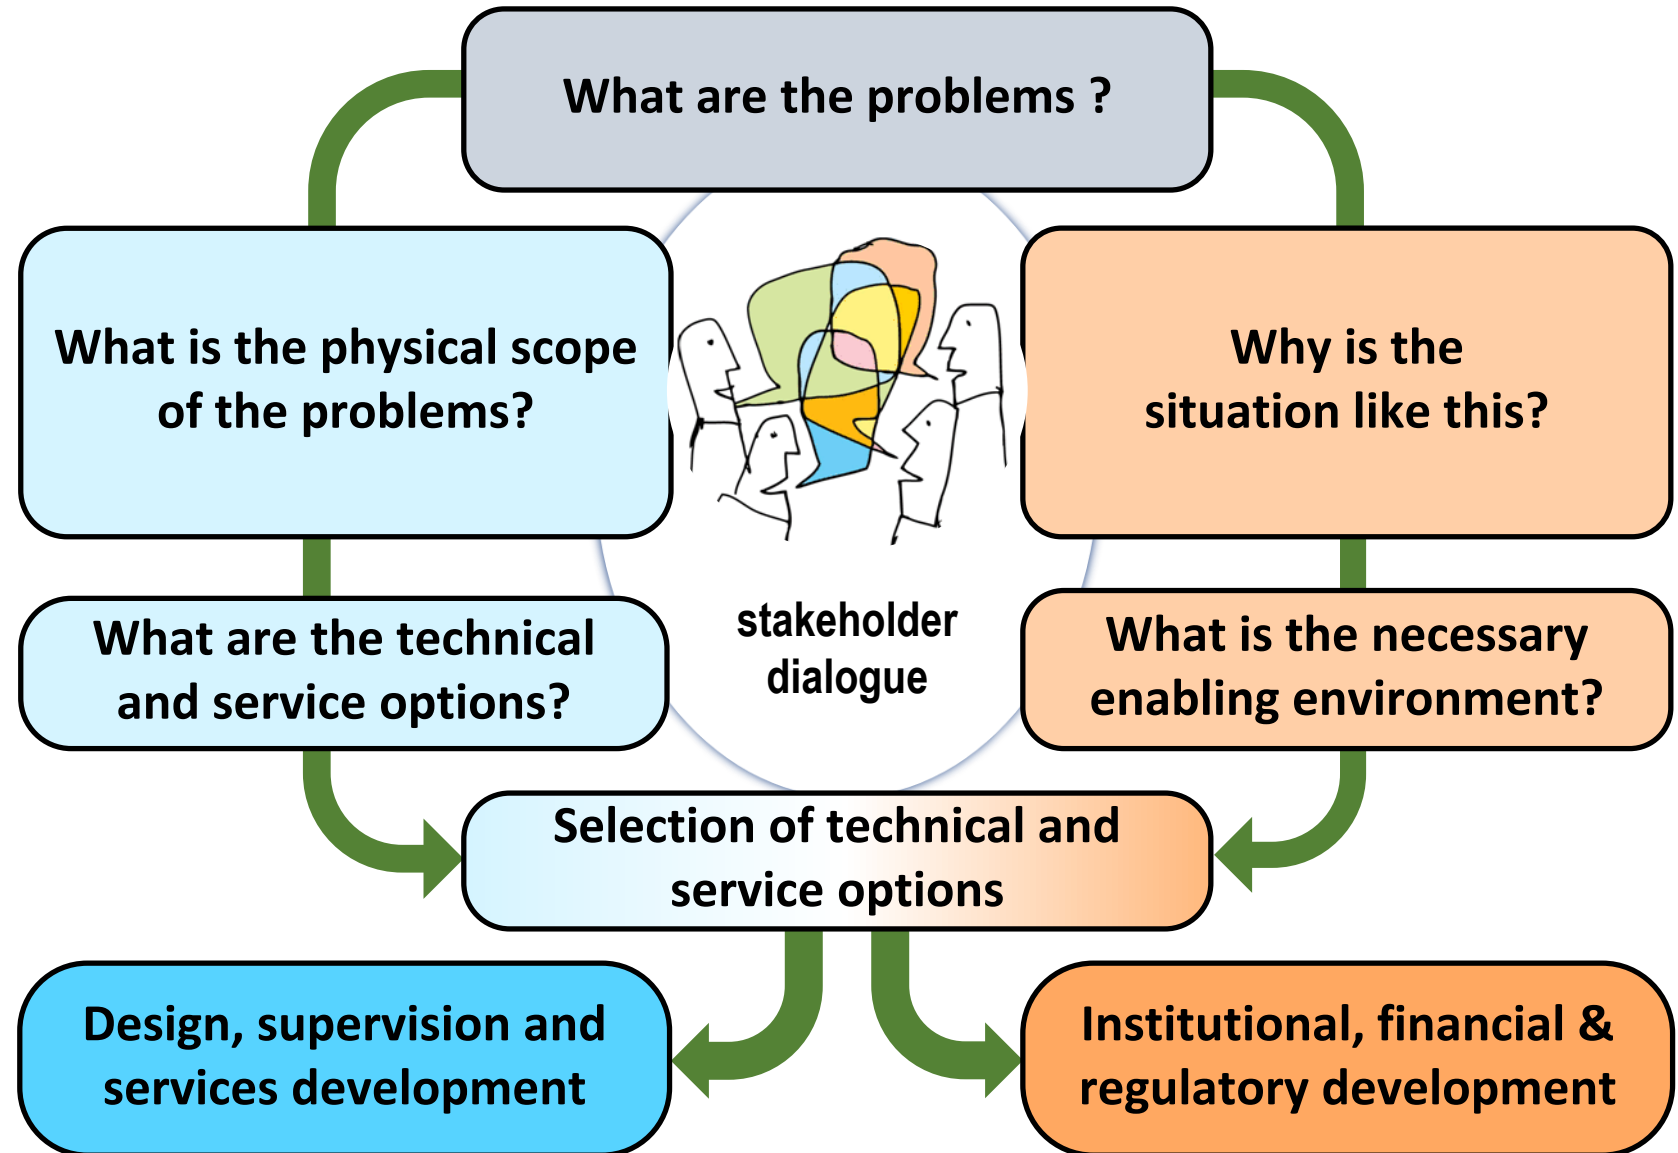 What are the problems ?
What is the physical scope
of the problems?
Why is the
situation like this?
stakeholder
dialogue
What are the technical
and service options?
What is the necessary
enabling environment?
Selection of technical and
service options
Design, supervision and
services development
Institutional, financial &
regulatory development